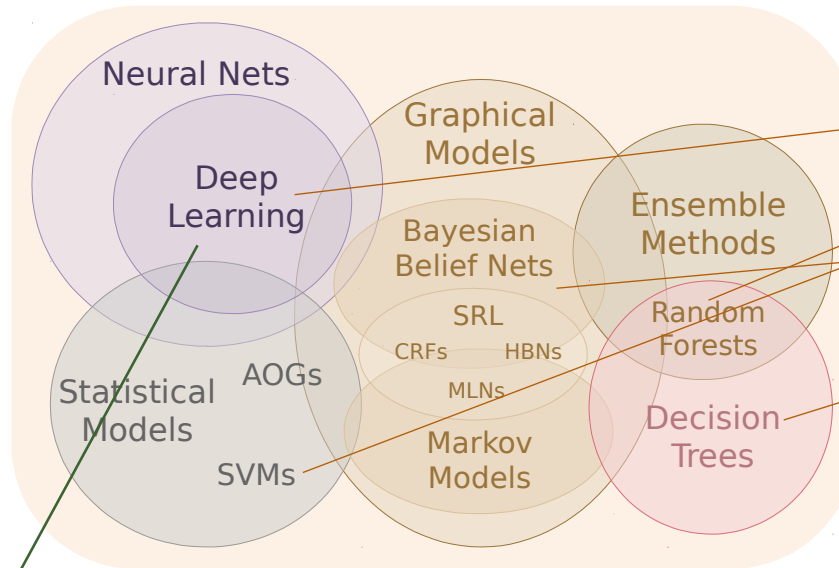 Neural Nets
Deep
Learning
Graphical
Models
Ensemble
Methods
Bayesian
Belief Nets
SRL
CRFs HBNs
MLNs
Markov
Models
Random
Forests
Decision
Trees
AOGs
Statistical
Models
SVMs